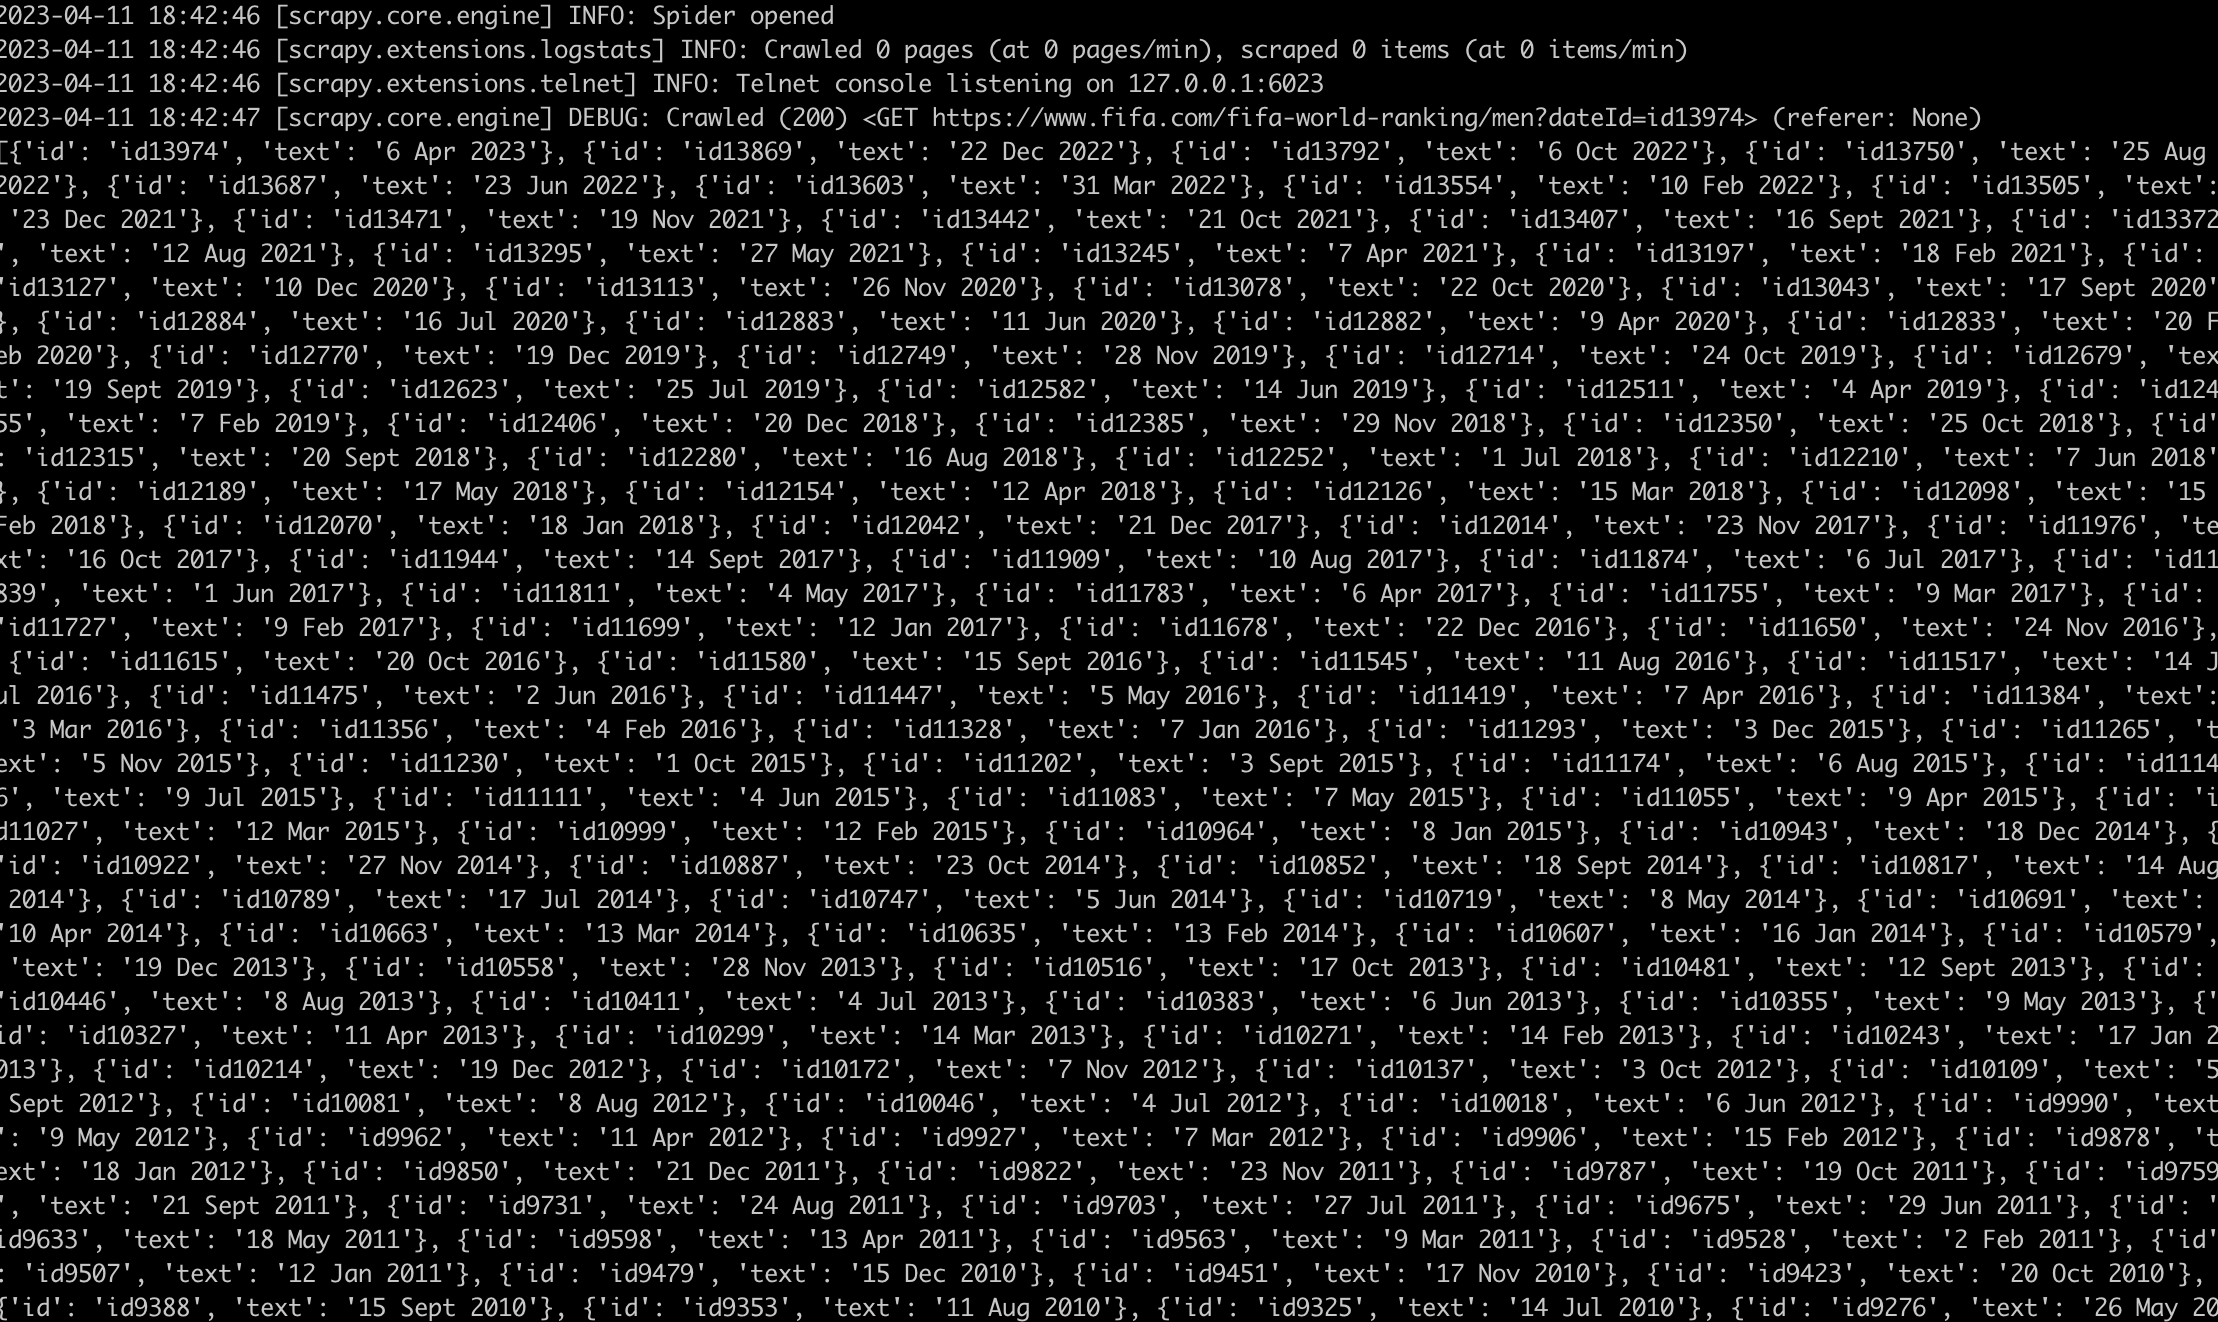 2023-04-11 18:42:46 [scrapy.core.engine] INFO: Spider opened
2023-04-11 18:42:46 [scrapy.extensions.logstats] INFO: Crawled 0 pages (at 0 pages/min), scraped 0 items (at 0 items/min)
2023-04-11 18:42:46 [scrapy.extensions.telnet] INFO: Telnet console listening on 127.0.0.1:6023
2023-04-11 18:42:47 [scrapy.core.engine] DEBUG: Crawled (200) <GET https://www.fifa.com/fifa-world-ranking/men?dateId=id13974> (referer: None)
[{'id': 'id13974', 'text': '6 Apr 2023'}, {'id': 'id13869', 'text': '22 Dec 2022'}, {'id': 'id13792', 'text': '6 Oct 2022'}, {'id': 'id13750', 'text': '25 Aug
2022'}, {'id': 'id13687', 'text': '23 Jun 2022'}, {'id': 'id13603', 'text': '31 Mar 2022'}, {'id': 'id13554', 'text': '10 Feb 2022'}, {'id': 'id13505', 'text':
'23 Dec 2021'}, {'id': 'id13471', 'text': '19 Nov 2021'}, {'id': 'id13442', 'text': '21 Oct 2021'}, {'id': 'id13407', 'text': '16 Sept 2021'}, {'id': 'id13372
', 'text': '12 Aug 2021'}, {'id': 'id13295', 'text': '27 May 2021'}, {'id': 'id13245', 'text': '7 Apr 2021'}, {'id': 'id13197', 'text': '18 Feb 2021'}, {'id':
'id13127', 'text': '10 Dec 2020'}, {'id': 'id13113', 'text': '26 Nov 2020'}, {'id': 'id13078', 'text': '22 Oct 2020'}, {'id': 'id13043', 'text': '17 Sept 2020'
}, {'id': 'id12884', 'text': '16 Jul 2020'}, {'id': 'id12883', 'text': '11 Jun 2020'}, {'id': 'id12882', 'text': '9 Apr 2020'}, {'id': 'id12833', 'text': '20 F
eb 2020'}, {'id': 'id12770', 'text': '19 Dec 2019'}, {'id': 'id12749', 'text': '28 Nov 2019'}, {'id': 'id12714', 'text': '24 Oct 2019'}, {'id': 'id12679', 'tex
t': '19 Sept 2019'}, {'id': 'id12623', 'text': '25 Jul 2019'}, {'id': 'id12582', 'text': '14 Jun 2019'}, {'id': 'id12511', 'text': '4 Apr 2019'}, {'id': 'id124
55', 'text': '7 Feb 2019'}, {'id': 'id12406', 'text': '20 Dec 2018'}, {'id': 'id12385', 'text': '29 Nov 2018'}, {'id': 'id12350', 'text': '25 Oct 2018'}, {'id'
: 'id12315', 'text': '20 Sept 2018'}, {'id': 'id12280', 'text': '16 Aug 2018'}, {'id': 'id12252', 'text': '1 Jul 2018'}, {'id': 'id12210', 'text': '7 Jun 2018'
}, {'id': 'id12189', 'text': '17 May 2018'}, {'id': 'id12154', 'text': '12 Apr 2018'}, {'id': 'id12126', 'text': '15 Mar 2018'}, {'id': 'id12098', 'text': '15
Feb 2018'}, {'id': 'id12070', 'text': '18 Jan 2018'}, {'id': 'id12042', 'text': '21 Dec 2017'}, {'id': 'id12014', 'text': '23 Nov 2017'}, {'id': 'id11976', 'te
xt': '16 Oct 2017'}, {'id': 'id11944', 'text': '14 Sept 2017'}, {'id': 'id11909', 'text': '10 Aug 2017'}, {'id': 'id11874', 'text': '6 Jul 2017'}, {'id': 'id11
839', 'text': '1 Jun 2017'}, {'id': 'id11811', 'text': '4 May 2017'}, {'id': 'id11783', 'text': '6 Apr 2017'}, {'id': 'id11755', 'text': '9 Mar 2017'}, {'id':
'id11727', 'text': '9 Feb 2017'}, {'id': 'id11699', 'text': '12 Jan 2017'}, {'id': 'id11678', 'text': '22 Dec 2016'}, {'id': 'id11650', 'text': '24 Nov 2016'},
{'id': 'id11615', 'text': '20 Oct 2016'}, {'id': 'id11580', 'text': '15 Sept 2016'}, {'id': 'id11545', 'text': '11 Aug 2016'}, {'id': 'id11517', 'text': '14 J
ul 2016'}, {'id': 'id11475', 'text': '2 Jun 2016'}, {'id': 'id11447', 'text': '5 May 2016'}, {'id': 'id11419', 'text': '7 Apr 2016'}, {'id': 'id11384', 'text':
'3 Mar 2016'}, {'id': 'id11356', 'text': '4 Feb 2016'}, {'id': 'id11328', 'text': '7 Jan 2016'}, {'id': 'id11293', 'text': '3 Dec 2015'}, {'id': 'id11265', 't
ext': '5 Nov 2015'}, {'id': 'id11230', 'text': '1 Oct 2015'}, {'id': 'id11202', 'text': '3 Sept 2015'}, {'id': 'id11174', 'text': '6 Aug 2015'}, {'id': 'id1114
6', 'text': '9 Jul 2015'}, {'id': 'id11111', 'text': '4 Jun 2015'}, {'id': 'id11083', 'text': '7 May 2015'}, {'id': 'id11055', 'text': '9 Apr 2015'}, {'id': 'i
d11027', 'text': '12 Mar 2015'}, {'id': 'id10999', 'text': '12 Feb 2015'}, {'id': 'id10964', 'text': '8 Jan 2015'}, {'id': 'id10943', 'text': '18 Dec 2014'}, {
'id': 'id10922', 'text': '27 Nov 2014'}, {'id': 'id10887', 'text': '23 Oct 2014'}, {'id': 'id10852', 'text': '18 Sept 2014'}, {'id': 'id10817', 'text': '14 Aug
2014'}, {'id': 'id10789', 'text': '17 Jul 2014'}, {'id': 'id10747', 'text': '5 Jun 2014'}, {'id': 'id10719', 'text': '8 May 2014'}, {'id': 'id10691', 'text':
'10 Apr 2014'}, {'id': 'id10663', 'text': '13 Mar 2014'}, {'id': 'id10635', 'text': '13 Feb 2014'}, {'id': 'id10607', 'text': '16 Jan 2014'}, {'id': 'id10579',
'text': '19 Dec 2013'}, {'id': 'id10558', 'text': '28 Nov 2013'}, {'id': 'id10516', 'text': '17 Oct 2013'}, {'id': 'id10481', 'text': '12 Sept 2013'}, {'id':
'id10446', 'text': '8 Aug 2013'}, {'id': 'id10411', 'text': '4 Jul 2013'}, {'id': 'id10383', 'text': '6 Jun 2013'}, {'id': 'id10355', 'text': '9 May 2013'}, {'
id': 'id10327', 'text': '11 Apr 2013'}, {'id': 'id10299', 'text': '14 Mar 2013'}, {'id': 'id10271', 'text': '14 Feb 2013'}, {'id': 'id10243', 'text': '17 Jan 2
013'}, {'id': 'id10214', 'text': '19 Dec 2012'}, {'id': 'id10172', 'text': '7 Nov 2012'}, {'id': 'id10137', 'text': '3 Oct 2012'}, {'id': 'id10109', 'text': '5
Sept 2012'}, {'id': 'id10081', 'text': '8 Aug 2012'}, {'id': 'id10046', 'text': '4 Jul 2012'}, {'id': 'id10018', 'text': '6 Jun 2012'}, {'id': 'id9990', 'text
': '9 May 2012'}, {'id': 'id9962', 'text': '11 Apr 2012'}, {'id': 'id9927', 'text': '7 Mar 2012'}, {'id': 'id9906', 'text': '15 Feb 2012'}, {'id': 'id9878', 't
ext': '18 Jan 2012'}, {'id': 'id9850', 'text': '21 Dec 2011'}, {'id': 'id9822', 'text': '23 Nov 2011'}, {'id': 'id9787', 'text': '19 Oct 2011'}, {'id': 'id9759
', 'text': '21 Sept 2011'}, {'id': 'id9731', 'text': '24 Aug 2011'}, {'id': 'id9703', 'text': '27 Jul 2011'}, {'id': 'id9675', 'text': '29 Jun 2011'}, {'id': '
id9633', 'text': '18 May 2011'}, {'id': 'id9598', 'text': '13 Apr 2011'}, {'id': 'id9563', 'text': '9 Mar 2011'}, {'id': 'id9528', 'text': '2 Feb 2011'}, {'id'
: 'id9507', 'text': '12 Jan 2011'}, {'id': 'id9479', 'text': '15 Dec 2010'}, {'id': 'id9451', 'text': '17 Nov 2010'}, {'id': 'id9423', 'text': '20 Oct 2010'},
{'id': 'id9388', 'text': '15 Sept 2010'}, {'id': 'id9353', 'text': '11 Aug 2010'}, {'id': 'id9325', 'text': '14 Jul 2010'}, {'id': 'id9276', 'text': '26 May 20